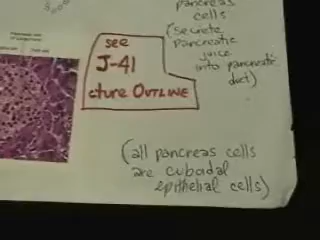 pancreas
cells
(secrete
pancreatic
juice
into pancreatic
duct)
see
J-41
cture OUTLINE
(all pancreas cells
are cuboidal
epithelial cells)